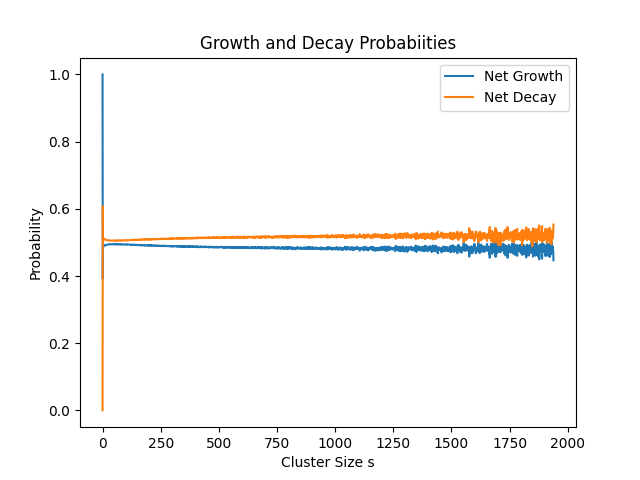 Growth and Decay Probabiities
Net Growth
Net Decay
1.0
0.8
0.6
0.4
0.2
0.0
Probability
0 250 500 750 1000 1250 1500 1750 2000
Cluster Size s